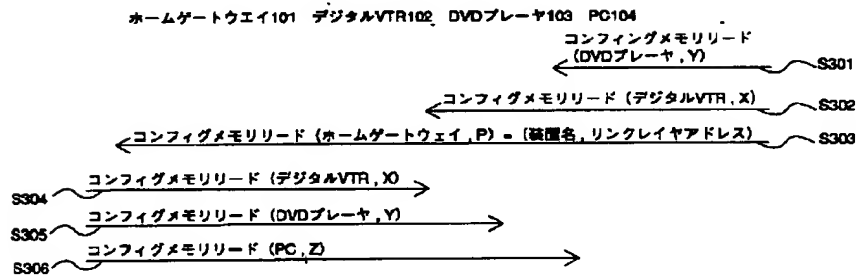 ホームゲートウエイ101 デジタルVTR102 DVDプレーヤ103 PC104
コンフィングメモリリード
(DVDプレーヤ, Y)
S301
コンフィグメモリリード (デジタルVTR, X)
S302
コンフィグメモリリード (ホームゲートウェイ, P) = (装置名, リンクレイヤアドレス)
S303
コンフィグメモリリード (デジタルVTR, X)
S304
コンフィグメモリリード (DVDプレーヤ, Y)
S305
コンフィグメモリリード (PC, Z)
S306